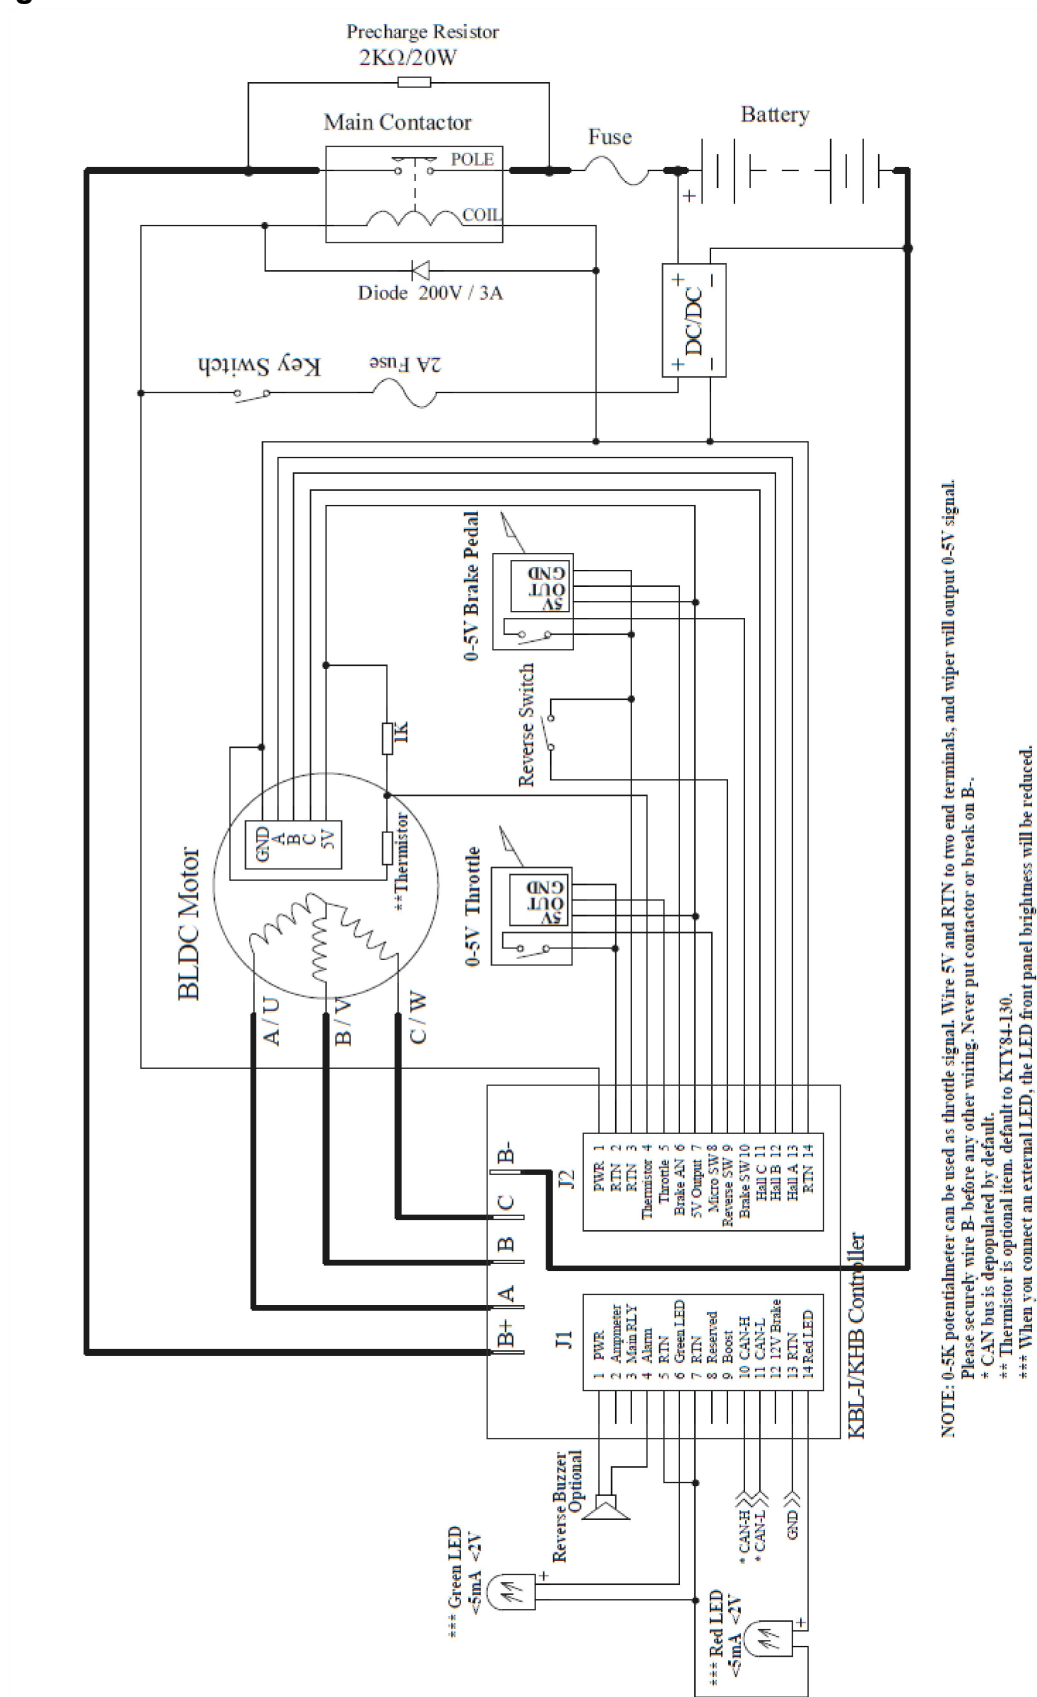 Precharge Resistor
2KΩ/20W
Main Contactor
POLE
COIL
Fuse
Battery
+
Diode 200V / 3A
Key Switch
2A Fuse
+ −
DC/DC
+ −
BLDC Motor
GND
A
B
C
5V
1K
**Thermistor
A / U
B / V
C / W
0-5V Brake Pedal
GND
OUT
5V
Reverse Switch
0-5V Throttle
GND
OUT
5V
B+
A
B
C
B-
J2
PWR 1
RTN 2
RTN 3
Thermistor 4
Throttle 5
Brake AN 6
5V Output 7
Micro SW 8
Reverse SW 9
Brake SW 10
Hall C 11
Hall B 12
Hall A 13
RTN 14
J1
1 PWR
2 Ampmeter
3 Main RLY
4 Alarm
5 RTN
6 Green LED
7 RTN
8 Reserved
9 Boost
10 CAN-H
11 CAN-L
12 12V Brake
13 RTN
14 Red LED
KBL-I/KHB Controller
Reverse Buzzer
Optional
*** Green LED
<5mA <2V
+
* CAN-H
* CAN-L
GND
*** Red LED
<5mA <2V
+
NOTE: 0-5K potentialmeter can be used as throttle signal. Wire 5V and RTN to two end terminals, and wiper will output 0-5V signal.
Please securely wire B- before any other wiring. Never put contactor or break on B-.
* CAN bus is depopulated by default.
** Thermistor is optional item. default to KTY84-130.
*** When you connect an external LED, the LED front panel brightness will be reduced.